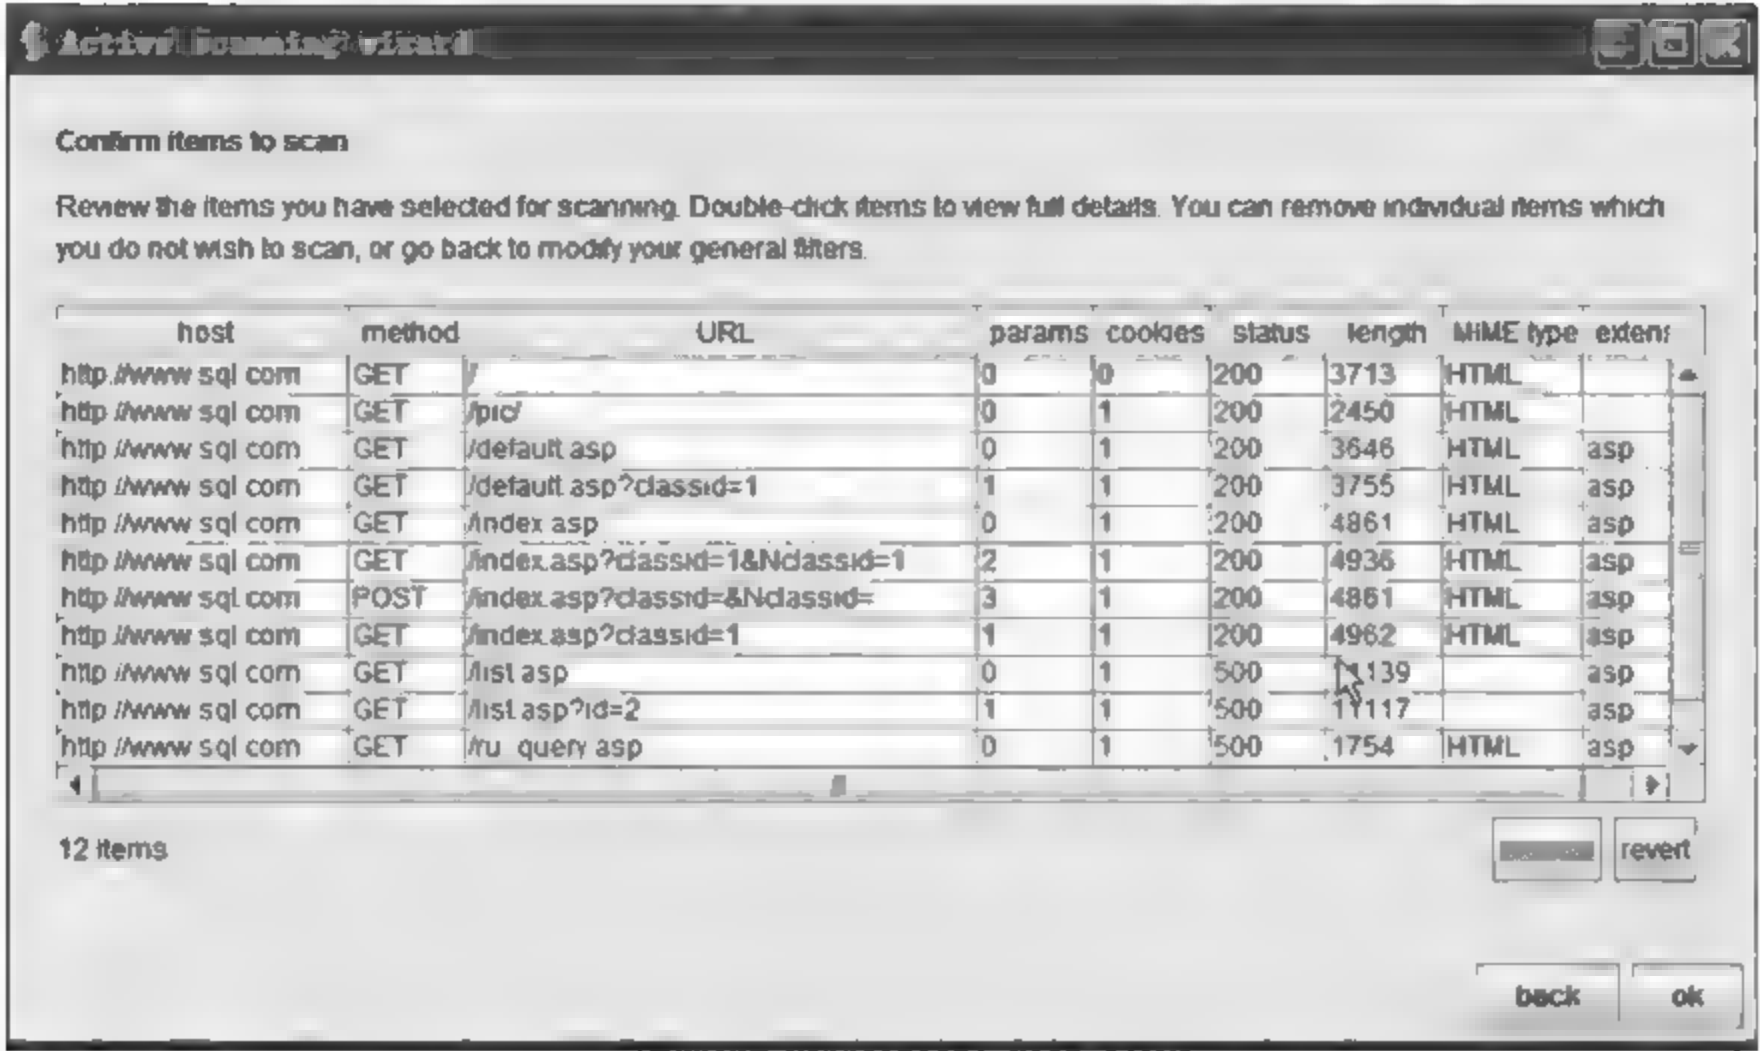 Active scanning wizard
Confirm items to scan
Review the items you have selected for scanning. Double-click items to view full details. You can remove individual items which
you do not wish to scan, or go back to modify your general filters.
host method URL params cookies status length MIME type extens
http://www.sql.com GET / 0 0 200 3713 HTML
http://www.sql.com GET /pic/ 0 1 200 2450 HTML
http://www.sql.com GET /default.asp 0 1 200 3646 HTML asp
http://www.sql.com GET /default.asp?classid=1 1 1 200 3755 HTML asp
http://www.sql.com GET /index.asp 0 1 200 4861 HTML asp
http://www.sql.com GET /index.asp?classid=1&Nclassid=1 2 1 200 4936 HTML asp
http://www.sql.com POST /index.asp?classid=&Nclassid= 3 1 200 4861 HTML asp
http://www.sql.com GET /index.asp?classid=1 1 1 200 4962 HTML asp
http://www.sql.com GET /list.asp 0 1 500 asp
http://www.sql.com GET /list.asp?id=2 1 1 500 11117 asp
http://www.sql.com GET /ru_query.asp 0 1 500 1754 HTML asp
12 items
revert
back ok